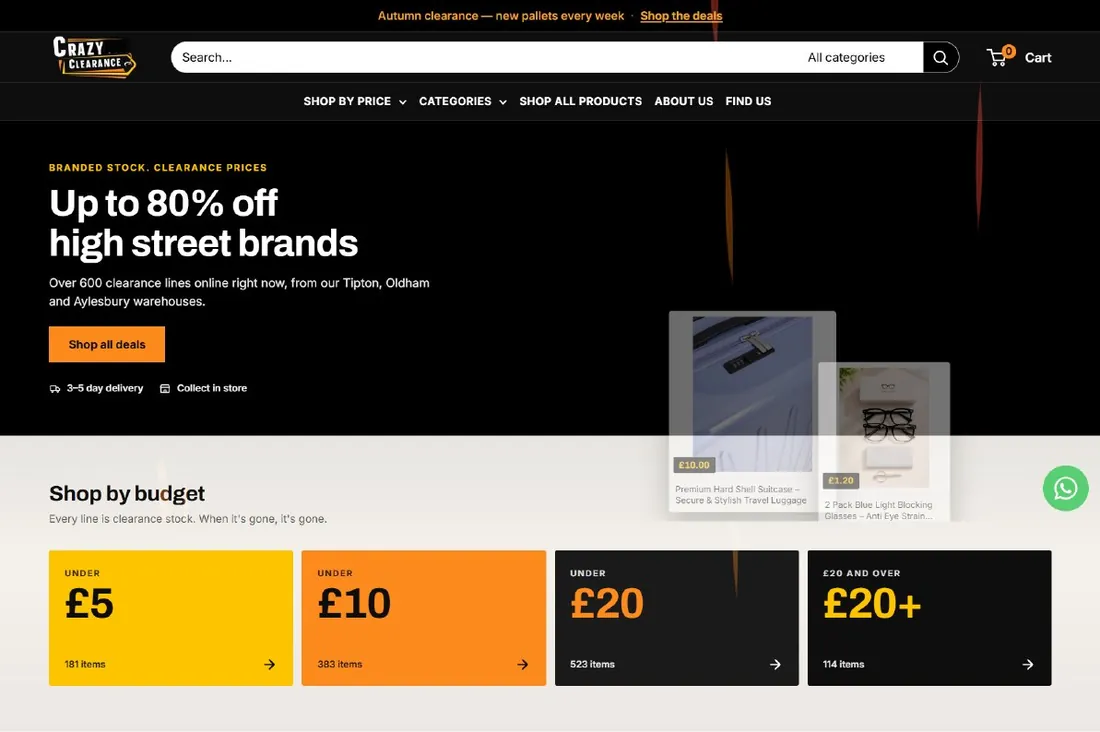 Autumn clearance — new pallets every week · Shop the deals
CRAZY
CLEARANCE
Search...
All categories
0
Cart
SHOP BY PRICE
CATEGORIES
SHOP ALL PRODUCTS
ABOUT US
FIND US
BRANDED STOCK. CLEARANCE PRICES
Up to 80% off
high street brands
Over 600 clearance lines online right now, from our Tipton, Oldham
and Aylesbury warehouses.
Shop all deals
3–5 day delivery
Collect in store
£10.00
Premium Hard Shell Suitcase –
Secure & Stylish Travel Luggage
£1.20
2 Pack Blue Light Blocking
Glasses – Anti Eye Strain...
Shop by budget
Every line is clearance stock. When it's gone, it's gone.
UNDER
£5
181 items
UNDER
£10
383 items
UNDER
£20
523 items
£20 AND OVER
£20+
114 items